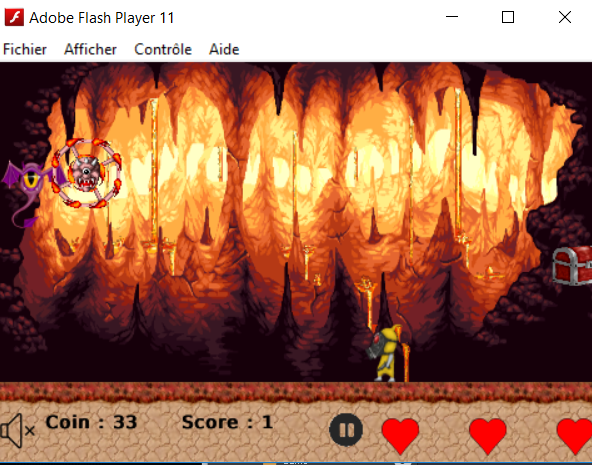 Adobe Flash Player 11
Fichier Afficher Contrôle Aide
Coin : 33 Score : 1